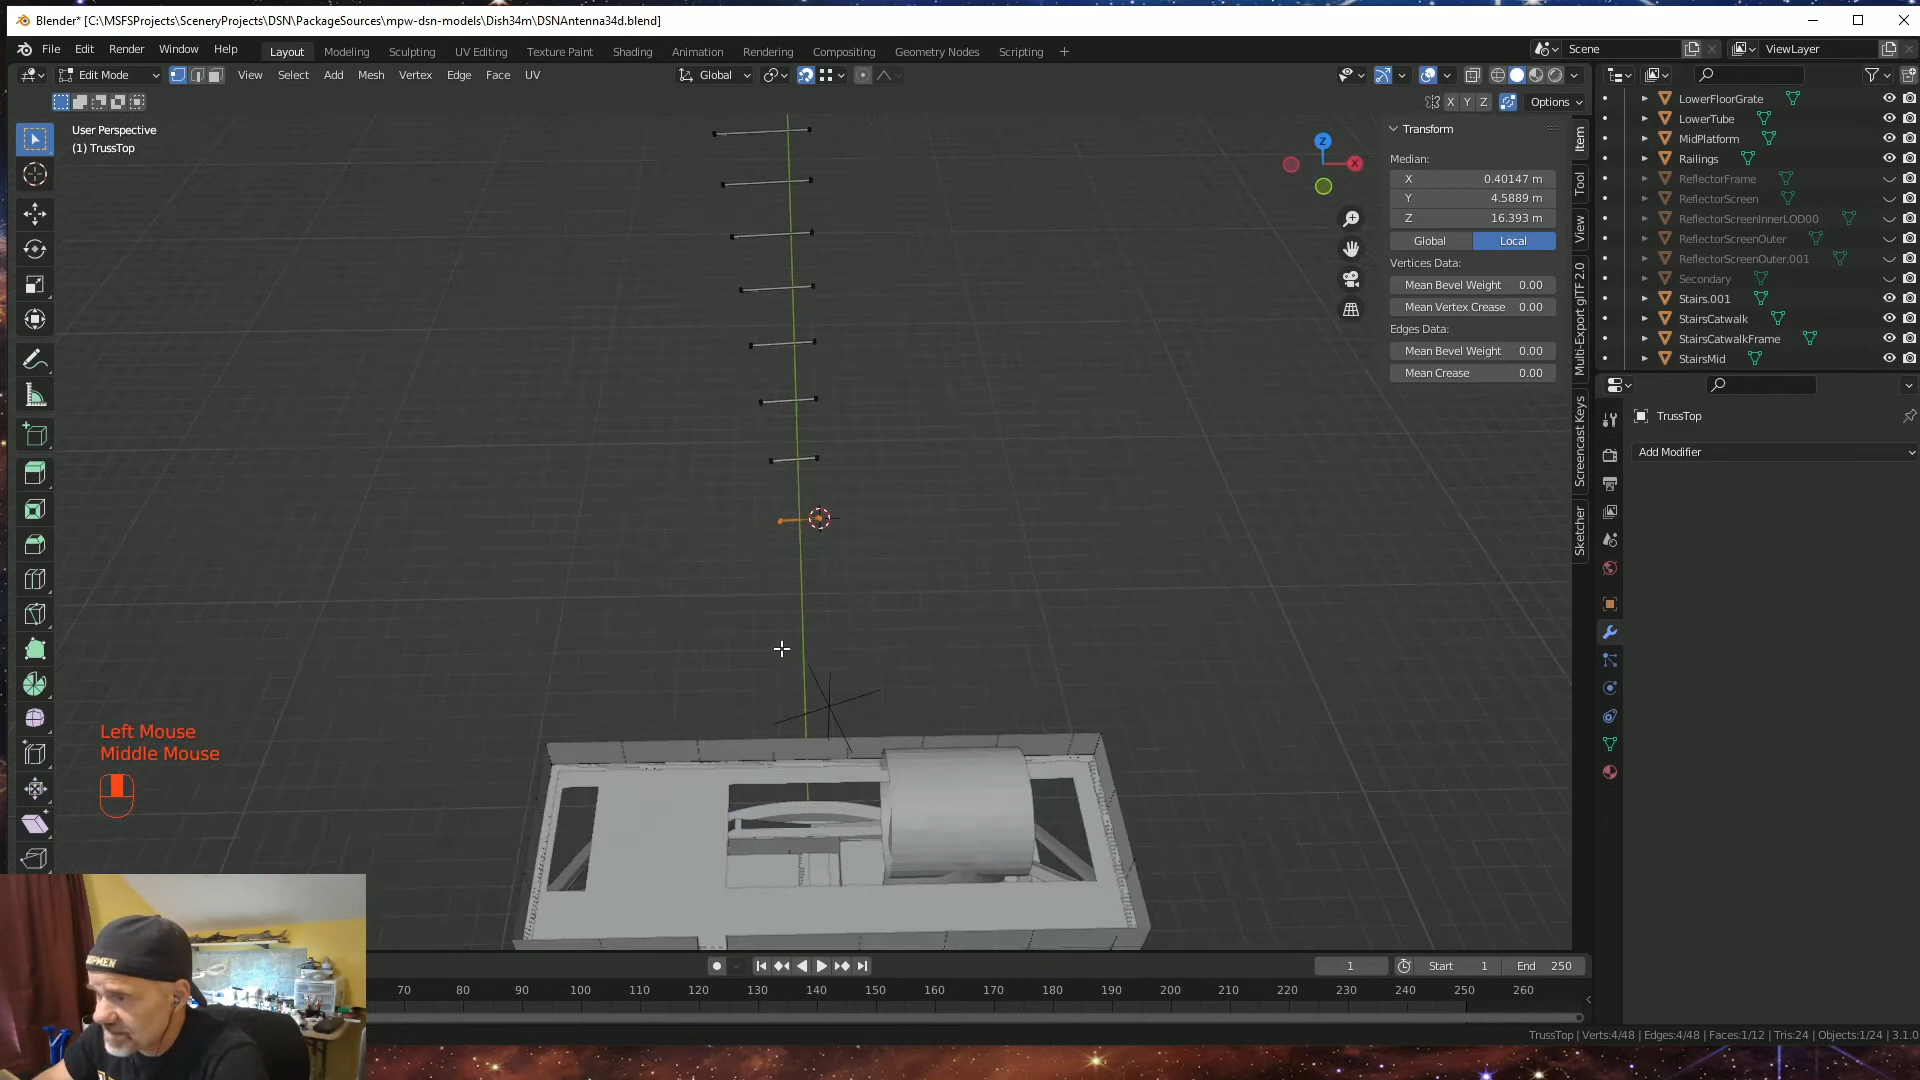 Blender* [C:\MSFSProjects\SceneryProjects\DSN\PackageSources\mpw-dsn-models\Dish34m\DSNAntenna34d.blend]
File Edit Render Window Help Layout Modeling Sculpting UV Editing Texture Paint Shading Animation Rendering Compositing Geometry Nodes Scripting + Scene ViewLayer
Edit Mode View Select Add Mesh Vertex Edge Face UV Global
X Y Z Options
User Perspective
(1) TrussTop
Z
X
Transform
Median:
X 0.40147 m
Y 4.5889 m
Z 16.393 m
Global Local
Vertices Data:
Mean Bevel Weight 0.00
Mean Vertex Crease 0.00
Edges Data:
Mean Bevel Weight 0.00
Mean Crease 0.00
Item
Tool
View
Multi-Export glTF 2.0
Screencast Keys
Sketcher
LowerFloorGrate
LowerTube
MidPlatform
Railings
ReflectorFrame
ReflectorScreen
ReflectorScreenInnerLOD00
ReflectorScreenOuter
ReflectorScreenOuter.001
Secondary
Stairs.001
StairsCatwalk
StairsCatwalkFrame
StairsMid
TrussTop
Add Modifier
Left Mouse
Middle Mouse
1 Start 1 End 250
70 80 90 100 110 120 130 140 150 160 170 180 190 200 210 220 230 240 250 260
TrussTop | Verts:4/48 | Edges:4/48 | Faces:1/12 | Tris:24 | Objects:1/24 | 3.1.0